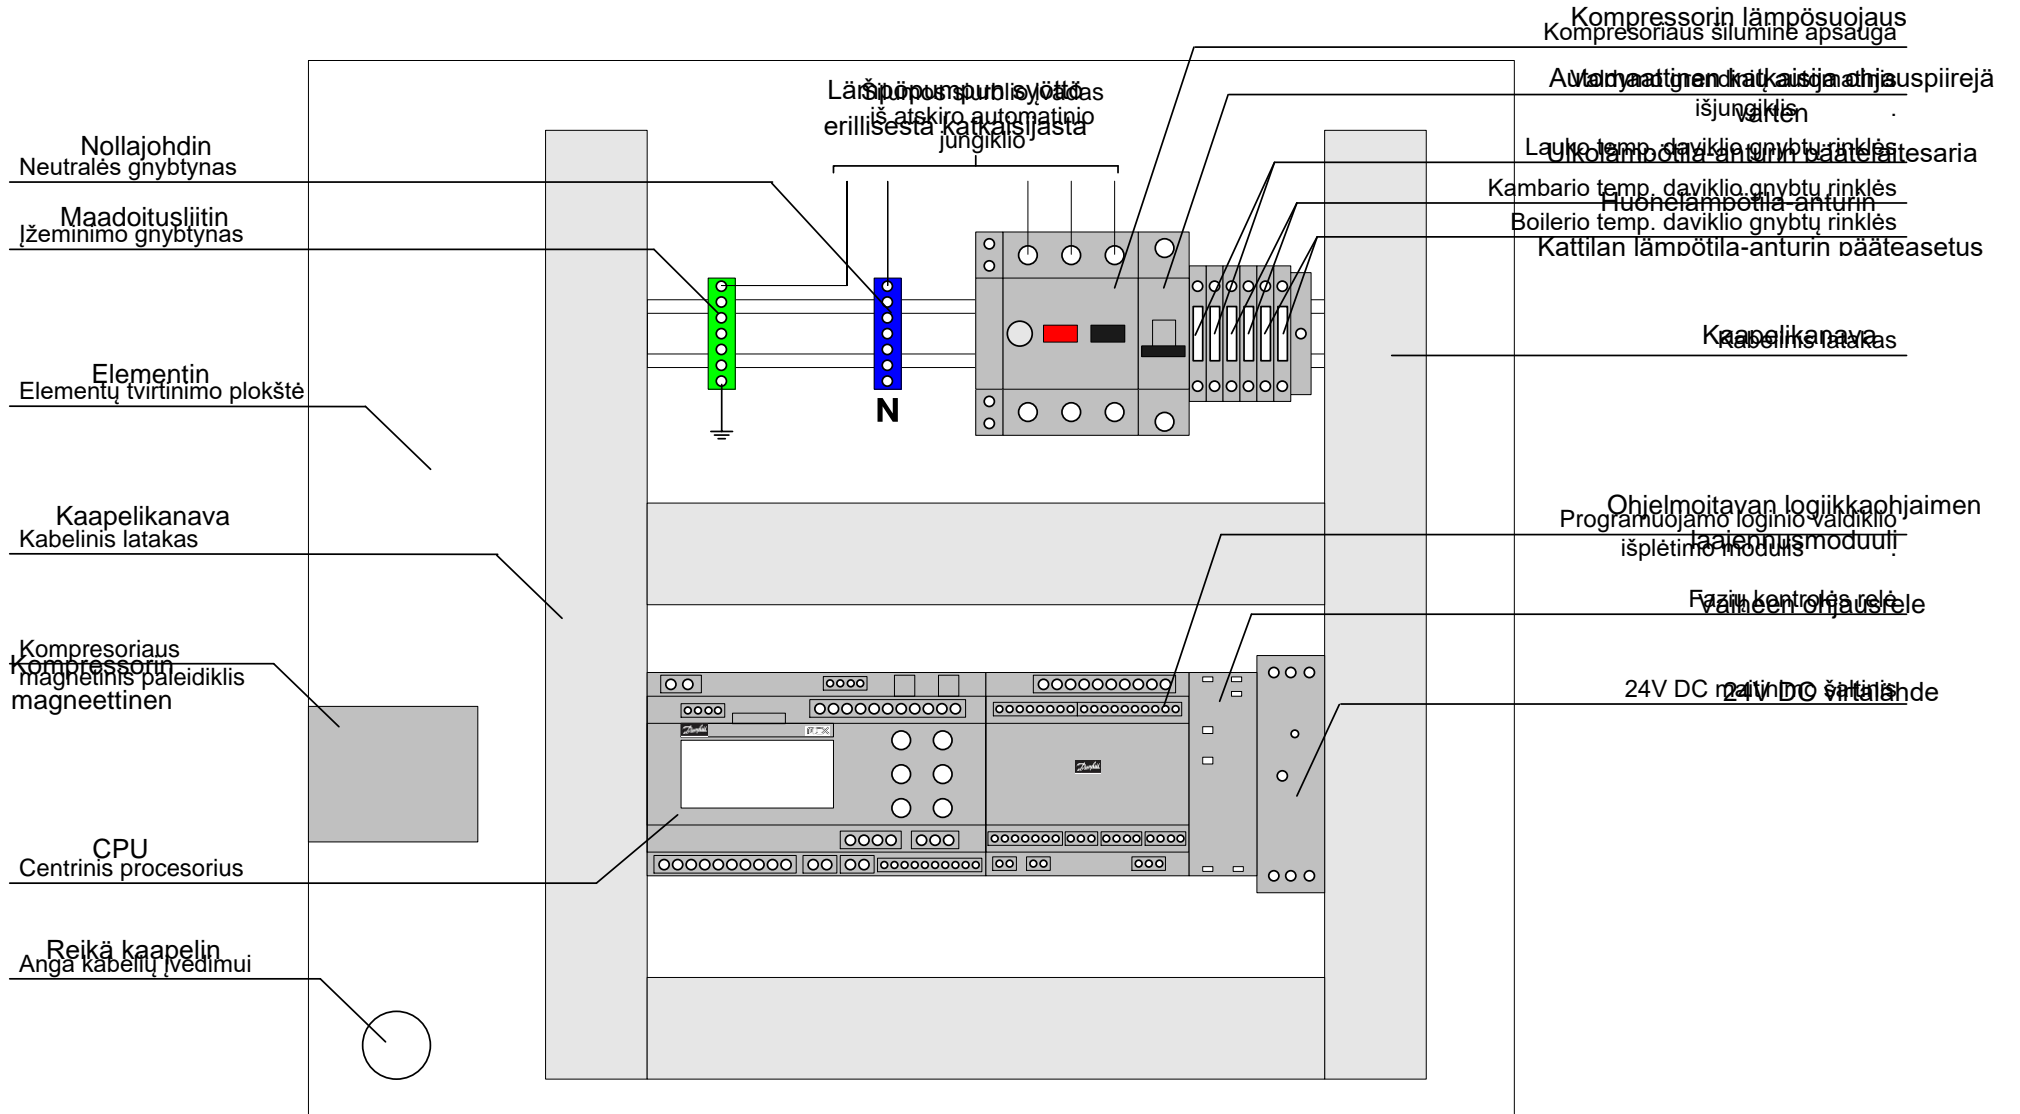 Kompressorin lämpösuojaus
Kompresoriaus šiluminė apsauga
Automaattinen katkaisija ohjauspiirejä
varten
Valdymo grandinių automatinis
išjungiklis .
Lämpöpumpun syöttö
erillisestä katkaisijasta
Šilumos siurblio įvadas
iš atskiro automatinio
jungiklio
Nollajohdin
Neutralės gnybtynas
Lauko temp. daviklio gnybtų rinklės
Ulkolämpötila-anturin päätelaitesaria
Maadoitusliitin
Įžeminimo gnybtynas
Kambario temp. daviklio gnybtų rinklės
Huonelämpötila-anturin
Boilerio temp. daviklio gnybtų rinklės
Kattilan lämpötila-anturin pääteasetus
N
Kaapelikanava
Kabelinis latakas
Elementin
Elementų tvirtinimo plokštė
Kaapelikanava
Kabelinis latakas
Ohjelmoitavan logiikkaohjaimen
laajennusmoduuli
Programuojamo loginio valdiklio
išplėtimo modulis .
Fazių kontrolės relė
Vaiheen ohjausrele
Kompresoriaus
magnetinis paleidiklis
Kompressorin
magneettinen
24V DC maitinimo šaltinis
24V DC virtalähde
Danfoss
Danfoss
CPU
Centrinis procesorius
Reikä kaapelin
Anga kabelių įvedimui